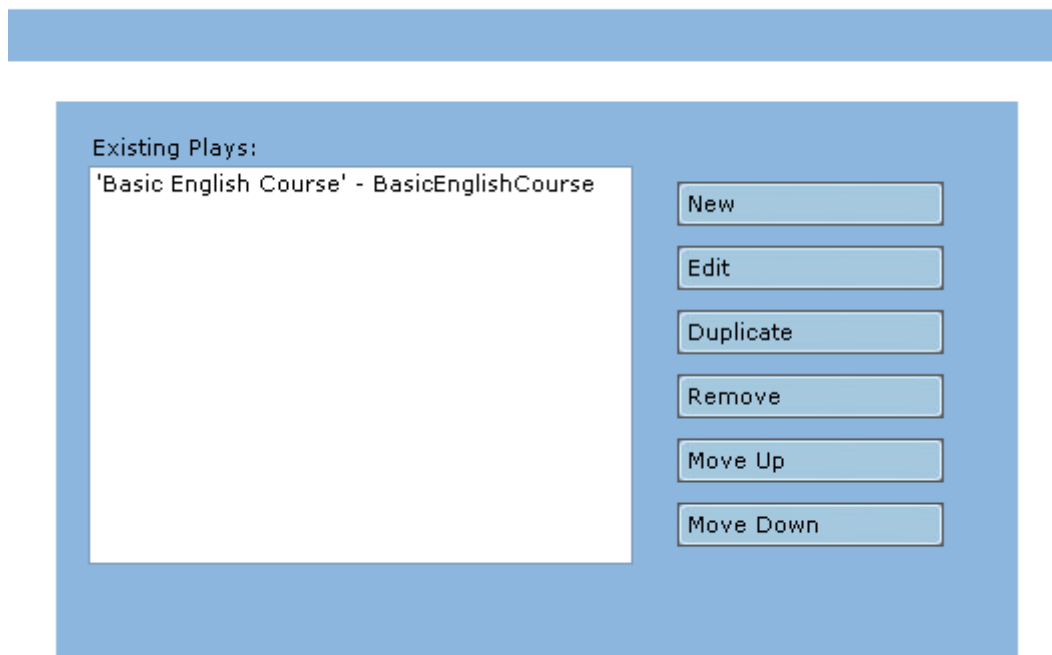 Existing Plays:
'Basic English Course' - BasicEnglishCourse
New
Edit
Duplicate
Remove
Move Up
Move Down